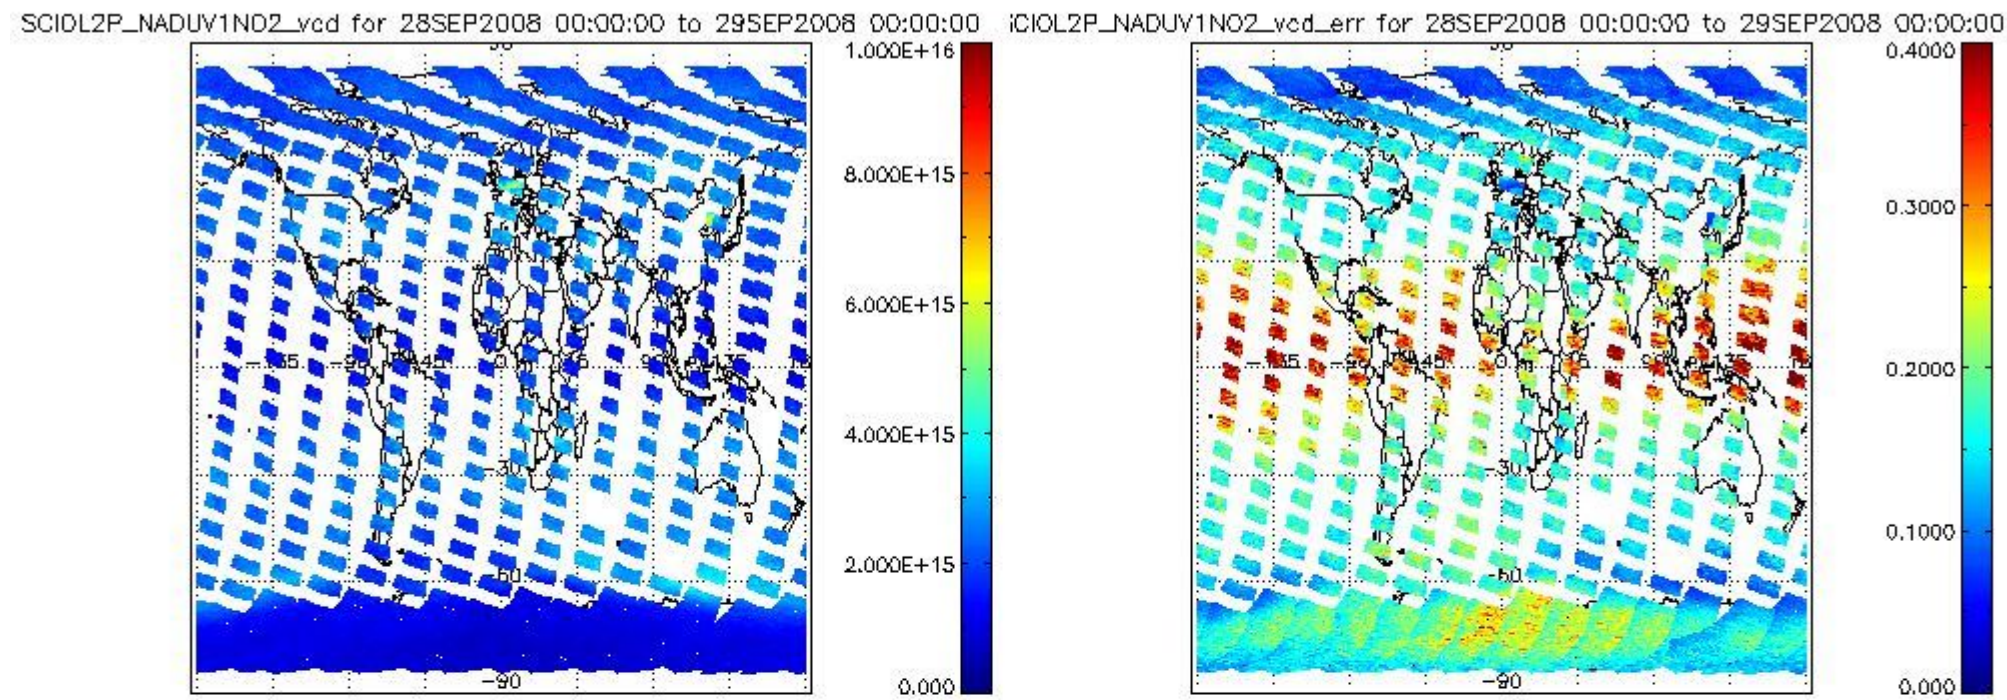 SCIOL2P_NADUV1NO2_vcd for 28SEP2008 00:00:00 to 29SEP2008 00:00:00
CIOL2P_NADUV1NO2_vcd_err for 28SEP2008 00:00:00 to 29SEP2008 00:00:00
1.000E+16
8.000E+15
6.000E+15
4.000E+15
2.000E+15
0.000
-30
-60
-90
0.4000
0.3000
0.2000
0.1000
0.000
-30
-60
-90